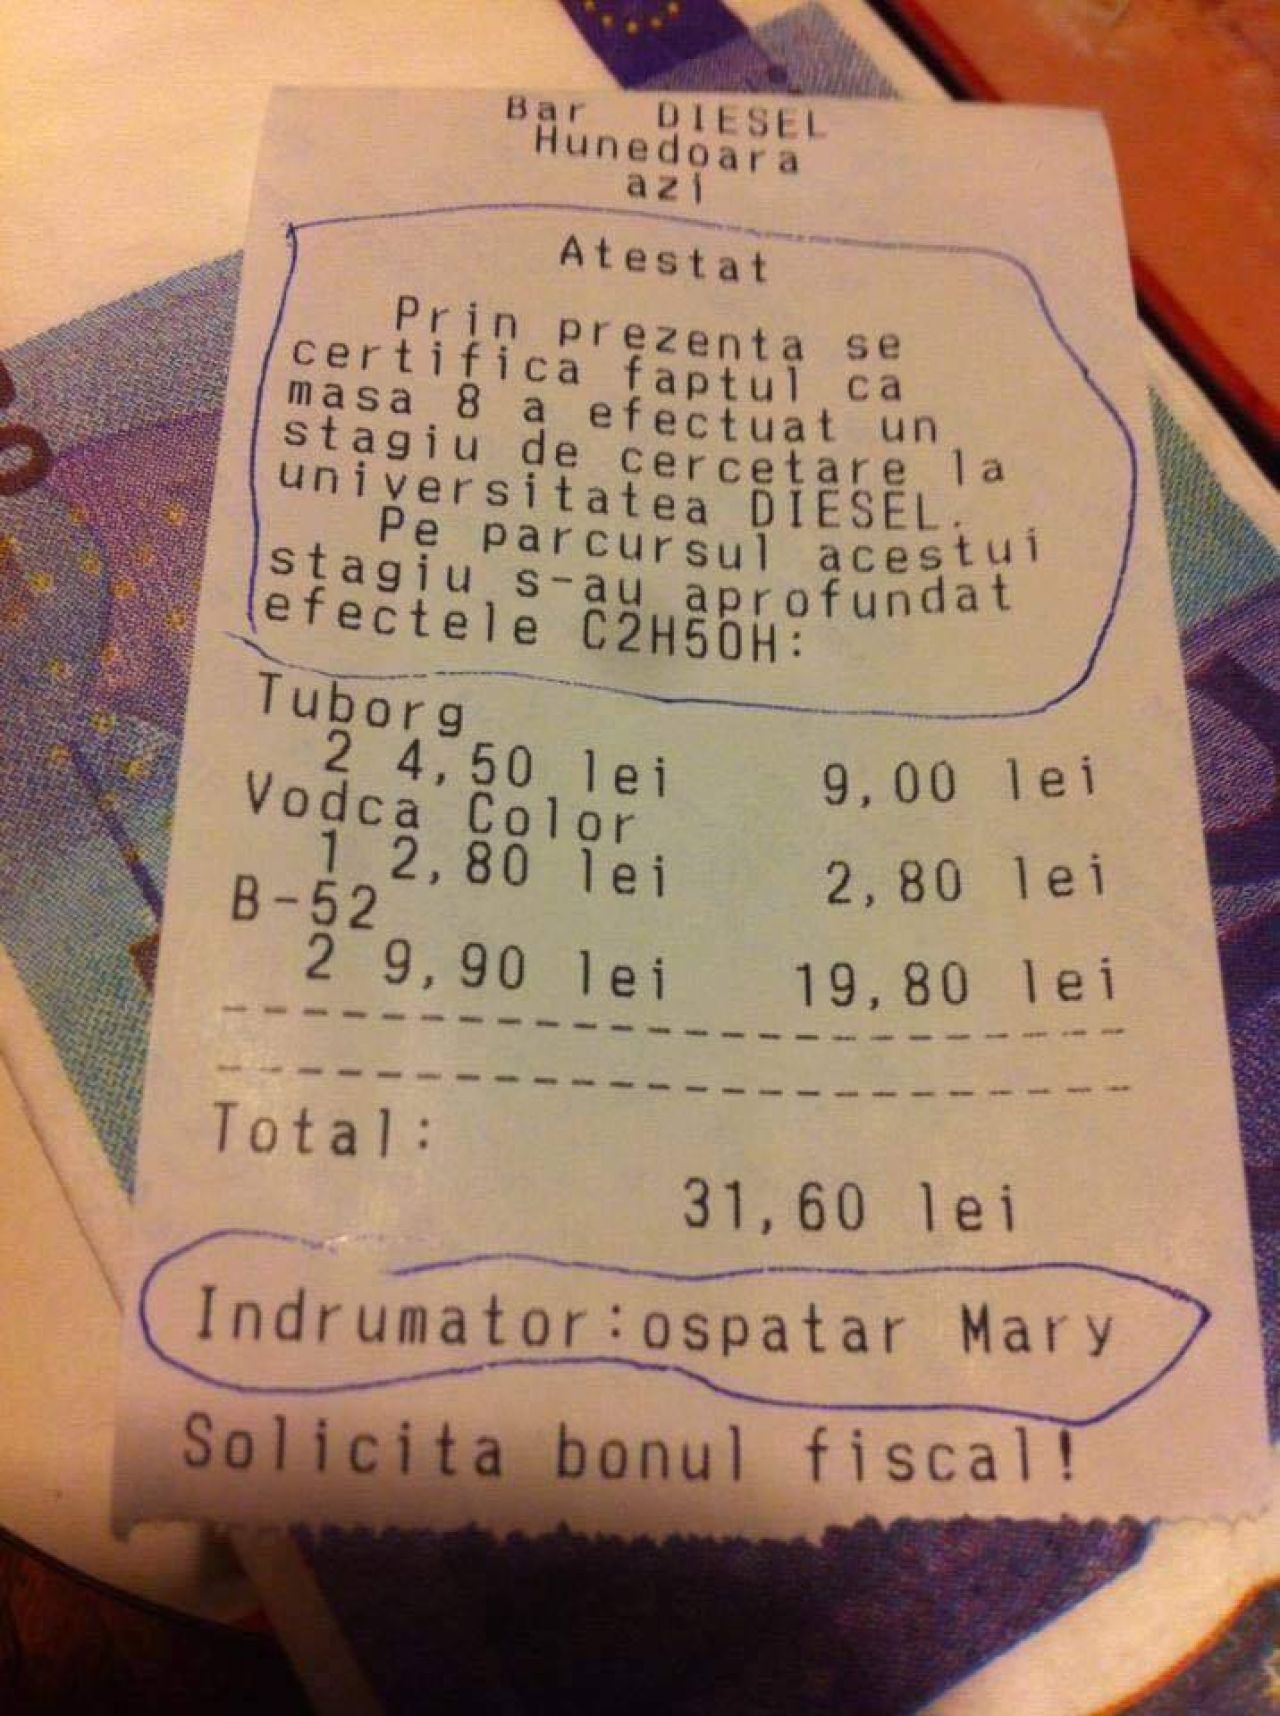 Bar DIESEL
Hunedoara
azi
Atestat
Prin prezenta se
certifica faptul ca
masa 8 a efectuat un
stagiu de cercetare la
universitatea DIESEL.
Pe parcursul acestui
stagiu s-au aprofundat
efectele C2H5OH:
Tuborg
2 4,50 lei 9,00 lei
Vodca Color
1 2,80 lei 2,80 lei
B-52
2 9,90 lei 19,80 lei
Total:
31,60 lei
Indrumator:ospatar Mary
Solicita bonul fiscal!